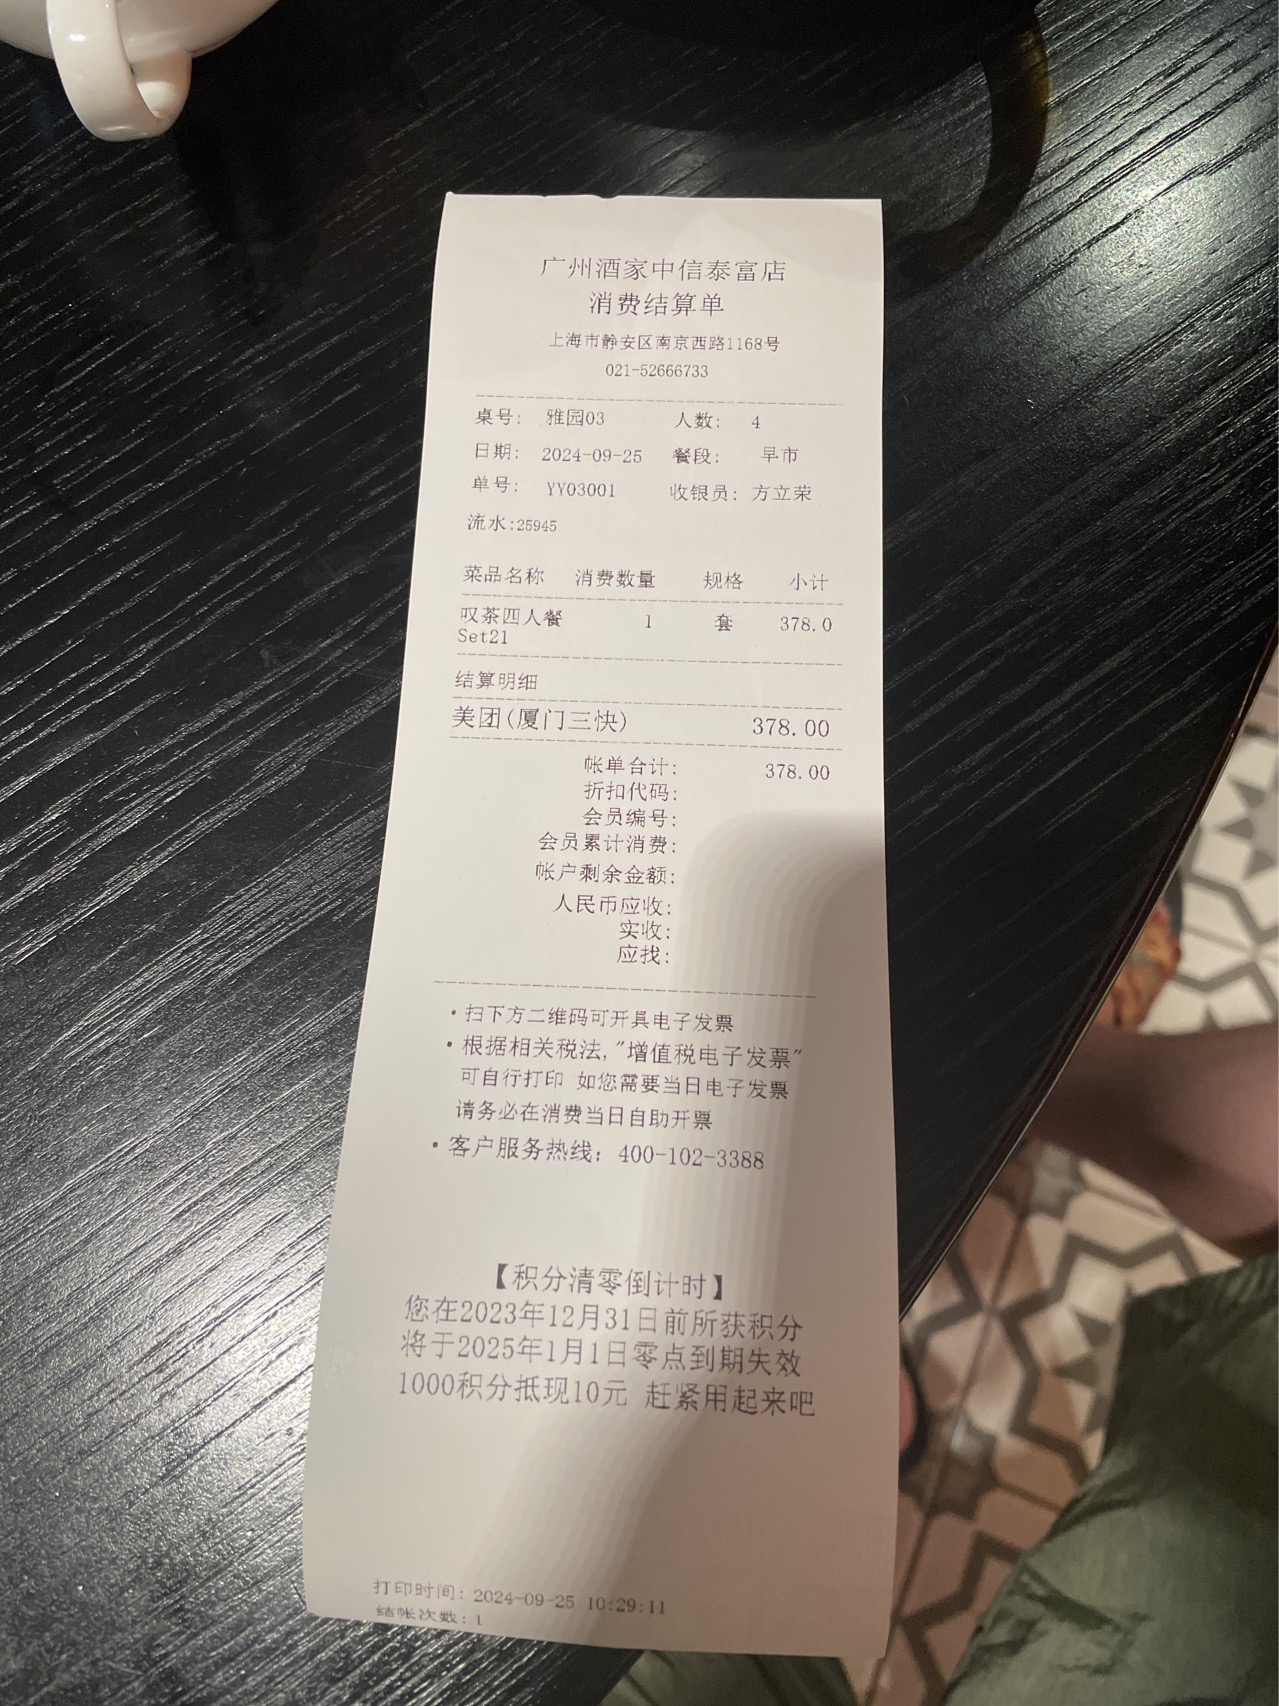 广州酒家中信泰富店
消费结算单
上海市静安区南京西路1168号
021-52666733
桌号: 雅园03 人数: 4
日期: 2024-09-25 餐段: 早市
单号: YY03001 收银员: 方立荣
流水:25945
菜品名称 消费数量 规格 小计
叹茶四人餐 1 套 378.0
Set21
结算明细
美团(厦门三快) 378.00
帐单合计: 378.00
折扣代码:
会员编号:
会员累计消费:
帐户剩余金额:
人民币应收:
实收:
应找:
·扫下方二维码可开具电子发票
·根据相关税法,"增值税电子发票"
可自行打印 如您需要当日电子发票
请务必在消费当日自助开票
·客户服务热线: 400-102-3388
【积分清零倒计时】
您在2023年12月31日前所获积分
将于2025年1月1日零点到期失效
1000积分抵现10元 赶紧用起来吧
打印时间: 2024-09-25 10:29:11
结帐次数: 1